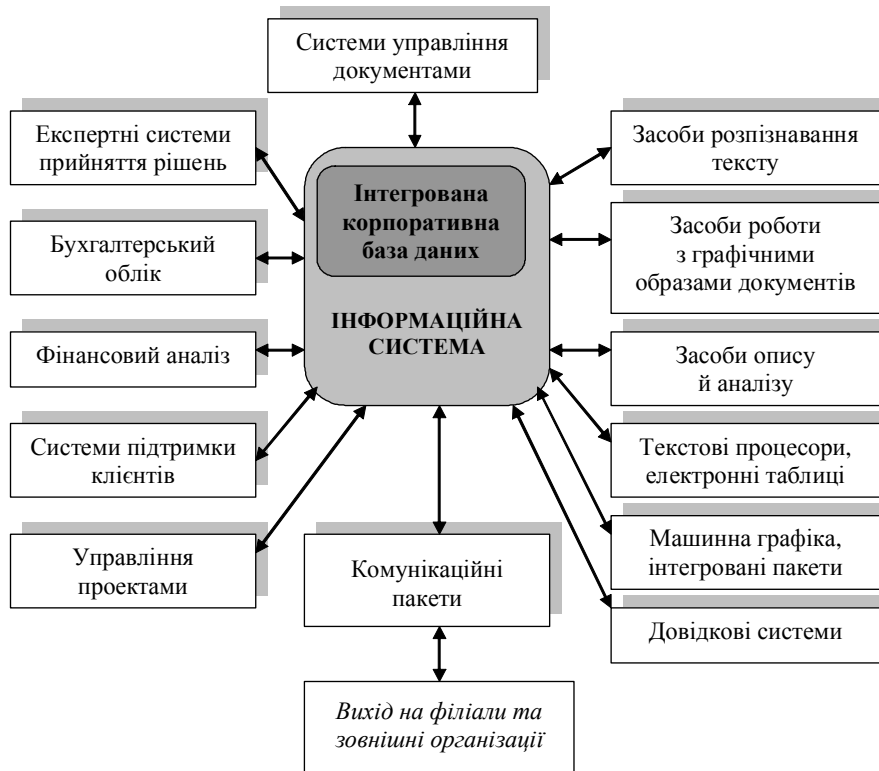 Системи управління
документами
Експертні системи
прийняття рішень
Бухгалтерський
облік
Фінансовий аналіз
Системи підтримки
клієнтів
Управління
проектами
Інтегрована
корпоративна
база даних
ІНФОРМАЦІЙНА
СИСТЕМА
Комунікаційні
пакети
Вихід на філіали та
зовнішні організації
Засоби розпізнавання
тексту
Засоби роботи
з графічними
образами документів
Засоби опису
й аналізу
Текстові процесори,
електронні таблиці
Машинна графіка,
інтегровані пакети
Довідкові системи